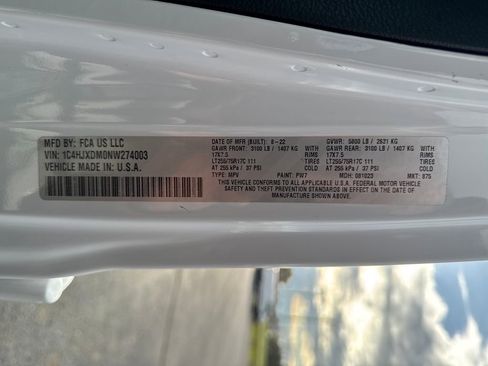 MFD BY: FCA US LLC
VIN: 1C4HJXDM0NW274003
VEHICLE MADE IN: U.S.A.
DATE OF MFR (BUILT): 8-22 GVWR: 5800 LB / 2631 KG
GAWR FRONT: 3100 LB / 1407 KG GAWR REAR: 3100 LB / 1407 KG
17X7.5 RIMS 17X7.5 RIMS
LT255/75R17C 111 TIRES LT255/75R17C 111 TIRES
AT 255 kPa / 37 PSI COLD AT 255 kPa / 37 PSI COLD
TYPE: MPV PAINT: PW7 MDH: 081023 MKT: 875
THIS VEHICLE CONFORMS TO ALL APPLICABLE U.S.A. FEDERAL MOTOR VEHICLE
SAFETY AND THEFT PREVENTION STANDARDS IN EFFECT ON THE DATE OF
MANUFACTURE SHOWN ABOVE.